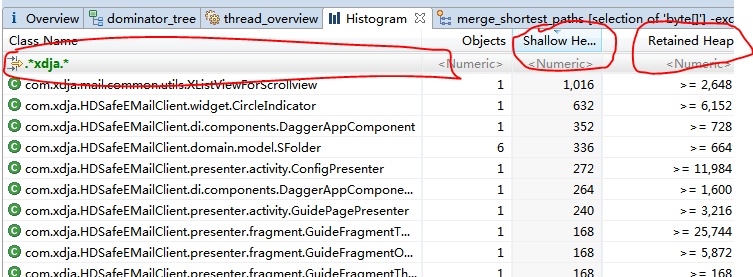 i Overview dominator_tree thread_overview Histogram merge_shortest_paths [selection of 'byte[]'] -exc
Class Name Objects Shallow He... Retained Heap
.*xdja.* <Numeric> <Numeric> <Numeric>
com.xdja.mail.common.utils.XListViewForScrollview 1 1,016 >= 2,648
com.xdja.HDSafeEMailClient.widget.CircleIndicator 1 632 >= 6,152
com.xdja.HDSafeEMailClient.di.components.DaggerAppComponent 1 352 >= 728
com.xdja.HDSafeEMailClient.domain.model.SFolder 6 336 >= 664
com.xdja.HDSafeEMailClient.presenter.activity.ConfigPresenter 1 272 >= 11,984
com.xdja.HDSafeEMailClient.di.components.DaggerAppCompone... 1 264 >= 1,600
com.xdja.HDSafeEMailClient.presenter.activity.GuidePagePresenter 1 240 >= 3,216
com.xdja.HDSafeEMailClient.presenter.fragment.GuideFragmentT... 1 168 >= 25,744
com.xdja.HDSafeEMailClient.presenter.fragment.GuideFragmentO... 1 168 >= 5,872
com.xdja.HDSafeEMailClient.presenter.fragment.GuideFragmentTh... 1 168 >= 168